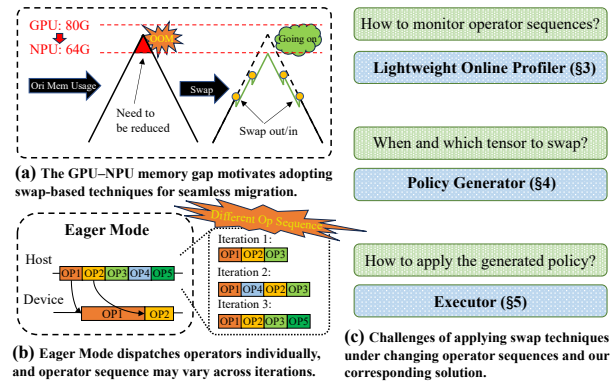 GPU: 80G
NPU: 64G
OOM
Going on
Ori Mem Usage
Swap
Need to
be reduced
Swap out/in
(a) The GPU–NPU memory gap motivates adopting
swap-based techniques for seamless migration.
Eager Mode
Host
OP1 OP2 OP3 OP4 OP5
Device
OP1 OP2
Different Op Sequence
Iteration 1:
OP1 OP2 OP3
Iteration 2:
OP1 OP4 OP2 OP3
Iteration 3:
OP1 OP2 OP3 OP5
(b) Eager Mode dispatches operators individually,
and operator sequence may vary across iterations.
How to monitor operator sequences?
Lightweight Online Profiler (§3)
When and which tensor to swap?
Policy Generator (§4)
How to apply the generated policy?
Executor (§5)
(c) Challenges of applying swap techniques
under changing operator sequences and our
corresponding solution.